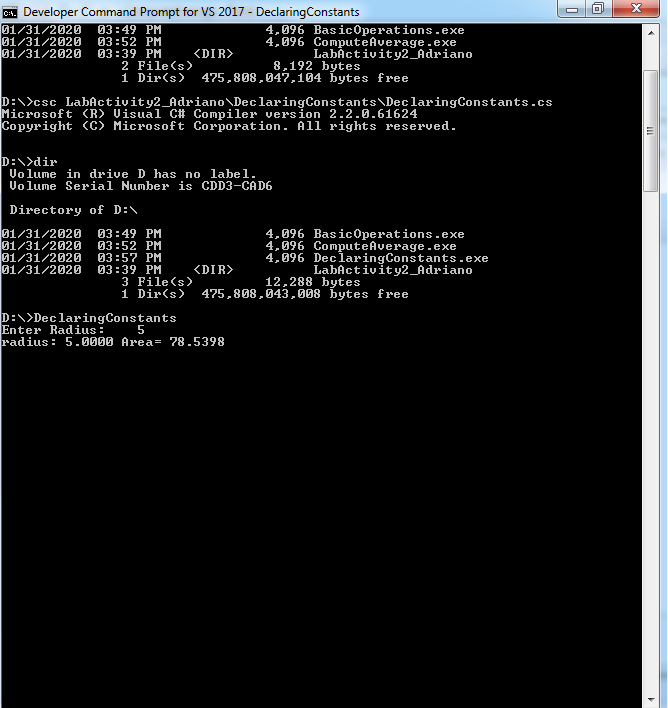 Developer Command Prompt for VS 2017 - DeclaringConstants
01/31/2020  03:49 PM             4,096 BasicOperations.exe
01/31/2020  03:52 PM             4,096 ComputeAverage.exe
01/31/2020  03:39 PM    <DIR>          LabActivity2_Adriano
               2 File(s)          8,192 bytes
               1 Dir(s)  475,808,047,104 bytes free
D:\>csc LabActivity2_Adriano\DeclaringConstants\DeclaringConstants.cs
Microsoft (R) Visual C# Compiler version 2.2.0.61624
Copyright (C) Microsoft Corporation. All rights reserved.
D:\>dir
 Volume in drive D has no label.
 Volume Serial Number is CDD3-CAD6
 Directory of D:\
01/31/2020  03:49 PM             4,096 BasicOperations.exe
01/31/2020  03:52 PM             4,096 ComputeAverage.exe
01/31/2020  03:57 PM             4,096 DeclaringConstants.exe
01/31/2020  03:39 PM    <DIR>          LabActivity2_Adriano
               3 File(s)         12,288 bytes
               1 Dir(s)  475,808,043,008 bytes free
D:\>DeclaringConstants
Enter Radius:    5
radius: 5.0000 Area= 78.5398